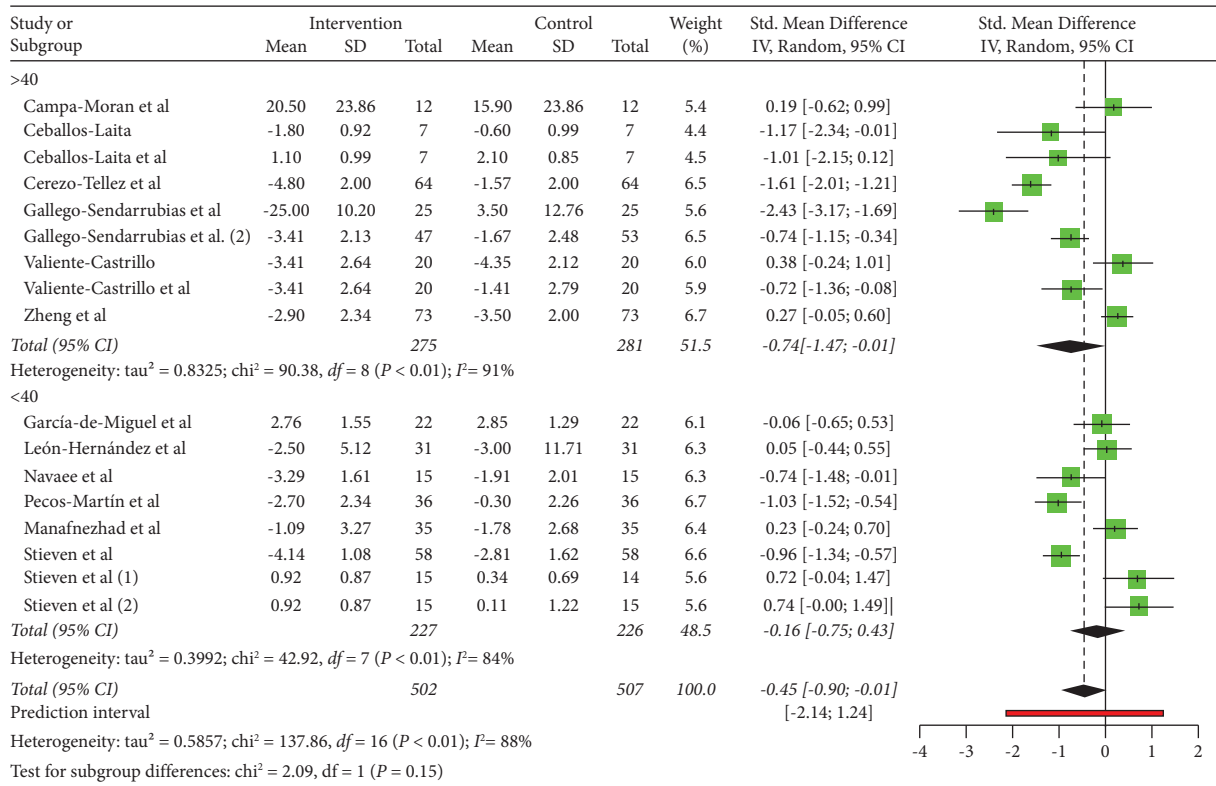 Study or Subgroup Intervention Control Weight (%) Std. Mean Difference IV, Random, 95% CI Std. Mean Difference IV, Random, 95% CI
Mean SD Total Mean SD Total
>40
Campa-Moran et al 20.50 23.86 12 15.90 23.86 12 5.4 0.19 (-0.62; 0.99]
Ceballos-Laita -1.80 0.92 7 -0.60 0.99 7 4.4 -1.17 (-2.34; -0.01]
Ceballos-Laita et al 1.10 0.99 7 2.10 0.85 7 4.5 -1.01 (-2.15; 0.12]
Cerezo-Tellez et al -4.80 2.00 64 -1.57 2.00 64 6.5 -1.61 (-2.01; -1.21]
Gallego-Sendarrubias et al -25.00 10.20 25 3.50 12.76 25 5.6 -2.43 (-3.17; -1.69]
Gallego-Sendarrubias et al. (2) -3.41 2.13 47 -1.67 2.48 53 6.5 -0.74 (-1.15; -0.34]
Valiente-Castrillo -3.41 2.64 20 -4.35 2.12 20 6.0 0.38 (-0.24; 1.01]
Valiente-Castrillo et al -3.41 2.64 20 -1.41 2.79 20 5.9 -0.72 (-1.36; -0.08]
Zheng et al -2.90 2.34 73 -3.50 2.00 73 6.7 0.27 (-0.05; 0.60]
Total (95% CI) 275 281 51.5 -0.74[-1.47; -0.01]
Heterogeneity: tau² = 0.8325; chi² = 90.38, df = 8 (P < 0.01); I²= 91%
<40
García-de-Miguel et al 2.76 1.55 22 2.85 1.29 22 6.1 -0.06 (-0.65; 0.53]
León-Hernández et al -2.50 5.12 31 -3.00 11.71 31 6.3 0.05 (-0.44; 0.55]
Navaee et al -3.29 1.61 15 -1.91 2.01 15 6.3 -0.74 (-1.48; -0.01]
Pecos-Martín et al -2.70 2.34 36 -0.30 2.26 36 6.7 -1.03 (-1.52; -0.54]
Manafnezhad et al -1.09 3.27 35 -1.78 2.68 35 6.4 0.23 (-0.24; 0.70]
Stieven et al -4.14 1.08 58 -2.81 1.62 58 6.6 -0.96 (-1.34; -0.57]
Stieven et al (1) 0.92 0.87 15 0.34 0.69 14 5.6 0.72 [-0.04; 1.47]
Stieven et al (2) 0.92 0.87 15 0.11 1.22 15 5.6 0.74 [-0.00; 1.49]|
Total (95% CI) 227 226 48.5 -0.16 [-0.75; 0.43]
Heterogeneity: tau² = 0.3992; chi² = 42.92, df = 7 (P < 0.01); I²= 84%
Total (95% CI) 502 507 100.0 -0.45 [-0.90; -0.01]
Prediction interval [-2.14; 1.24]
Heterogeneity: tau² = 0.5857; chi² = 137.86, df = 16 (P < 0.01); I²= 88%
-4 -3 -2 -1 0 1 2
Test for subgroup differences: chi² = 2.09, df = 1 (P = 0.15)